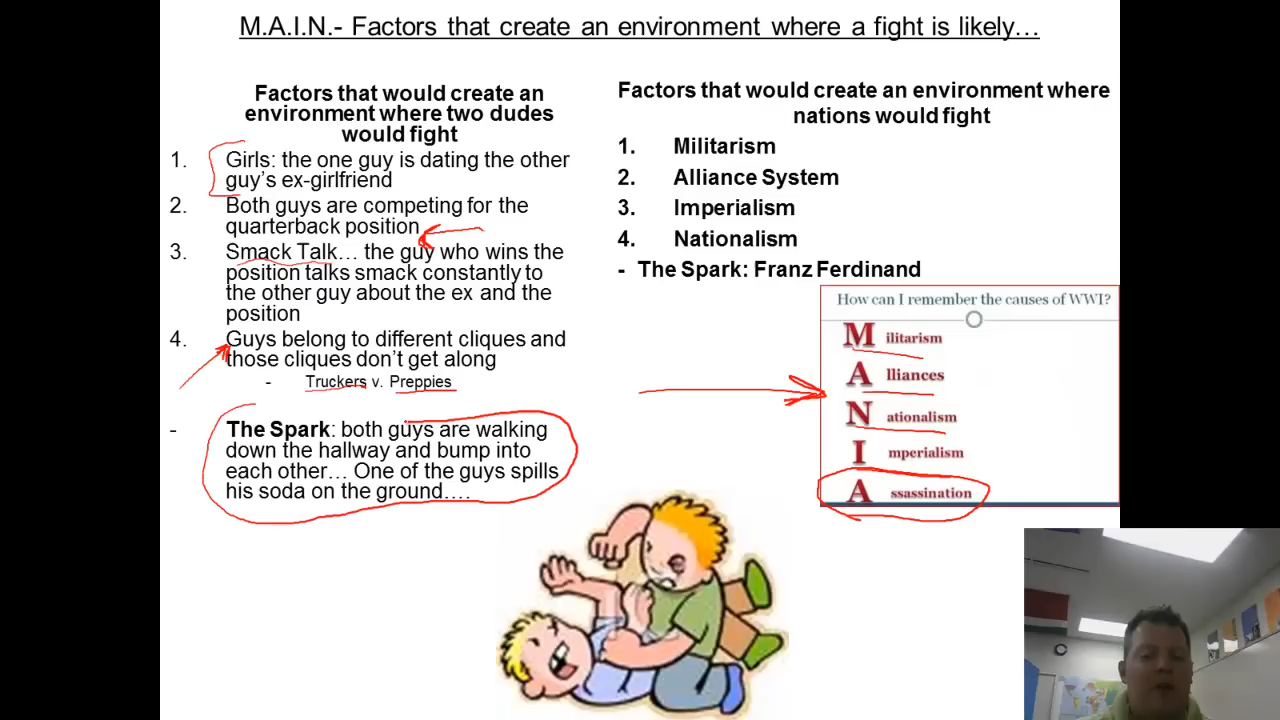 M.A.I.N.- Factors that create an environment where a fight is likely…
Factors that would create an
environment where two dudes
would fight
1. Girls: the one guy is dating the other
guy's ex-girlfriend
2. Both guys are competing for the
quarterback position
3. Smack Talk… the guy who wins the
position talks smack constantly to
the other guy about the ex and the
position
4. Guys belong to different cliques and
those cliques don't get along
- Truckers v. Preppies
- The Spark: both guys are walking
down the hallway and bump into
each other… One of the guys spills
his soda on the ground….
Factors that would create an environment where
nations would fight
1. Militarism
2. Alliance System
3. Imperialism
4. Nationalism
- The Spark: Franz Ferdinand
How can I remember the causes of WWI?
Militarism
Alliances
Nationalism
Imperialism
Assassination